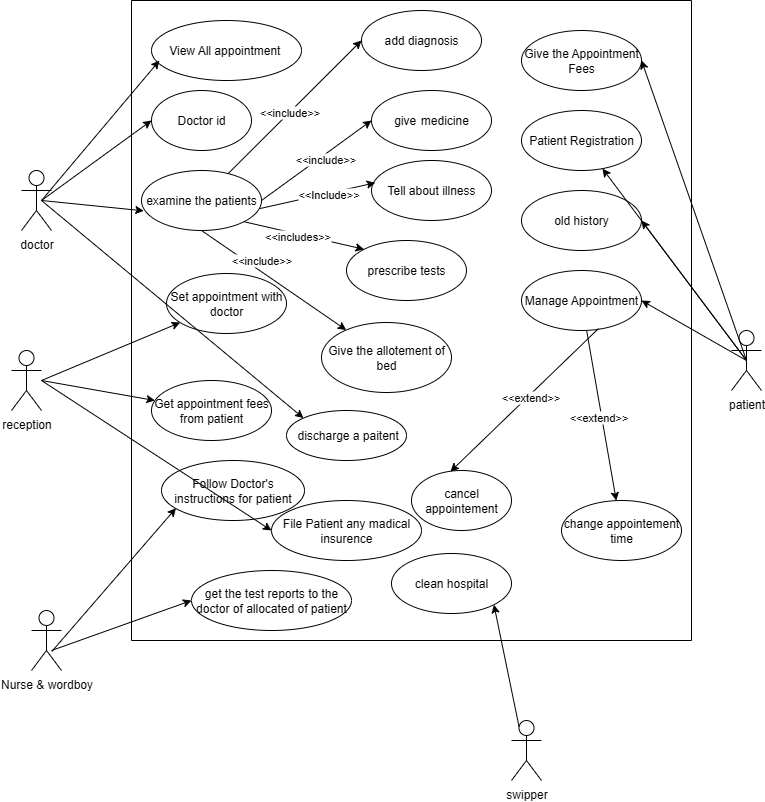 View All appointment
add diagnosis
Give the Appointment
Fees
<<include>>
Doctor id
give medicine
Patient Registration
<<include>>
examine the patients
<<Include>>
Tell about illness
doctor
old history
<<includes>>
<<include>>
prescribe tests
Set appointment with
doctor
Manage Appointment
Give the allotement of
bed
reception
Get appointment fees
from patient
<<extend>>
patient
<<extend>>
discharge a paitent
Follow Doctor's
instructions for patient
cancel
appointement
File Patient any madical
insurence
change appointement
time
clean hospital
get the test reports to the
doctor of allocated of patient
Nurse & wordboy
swipper